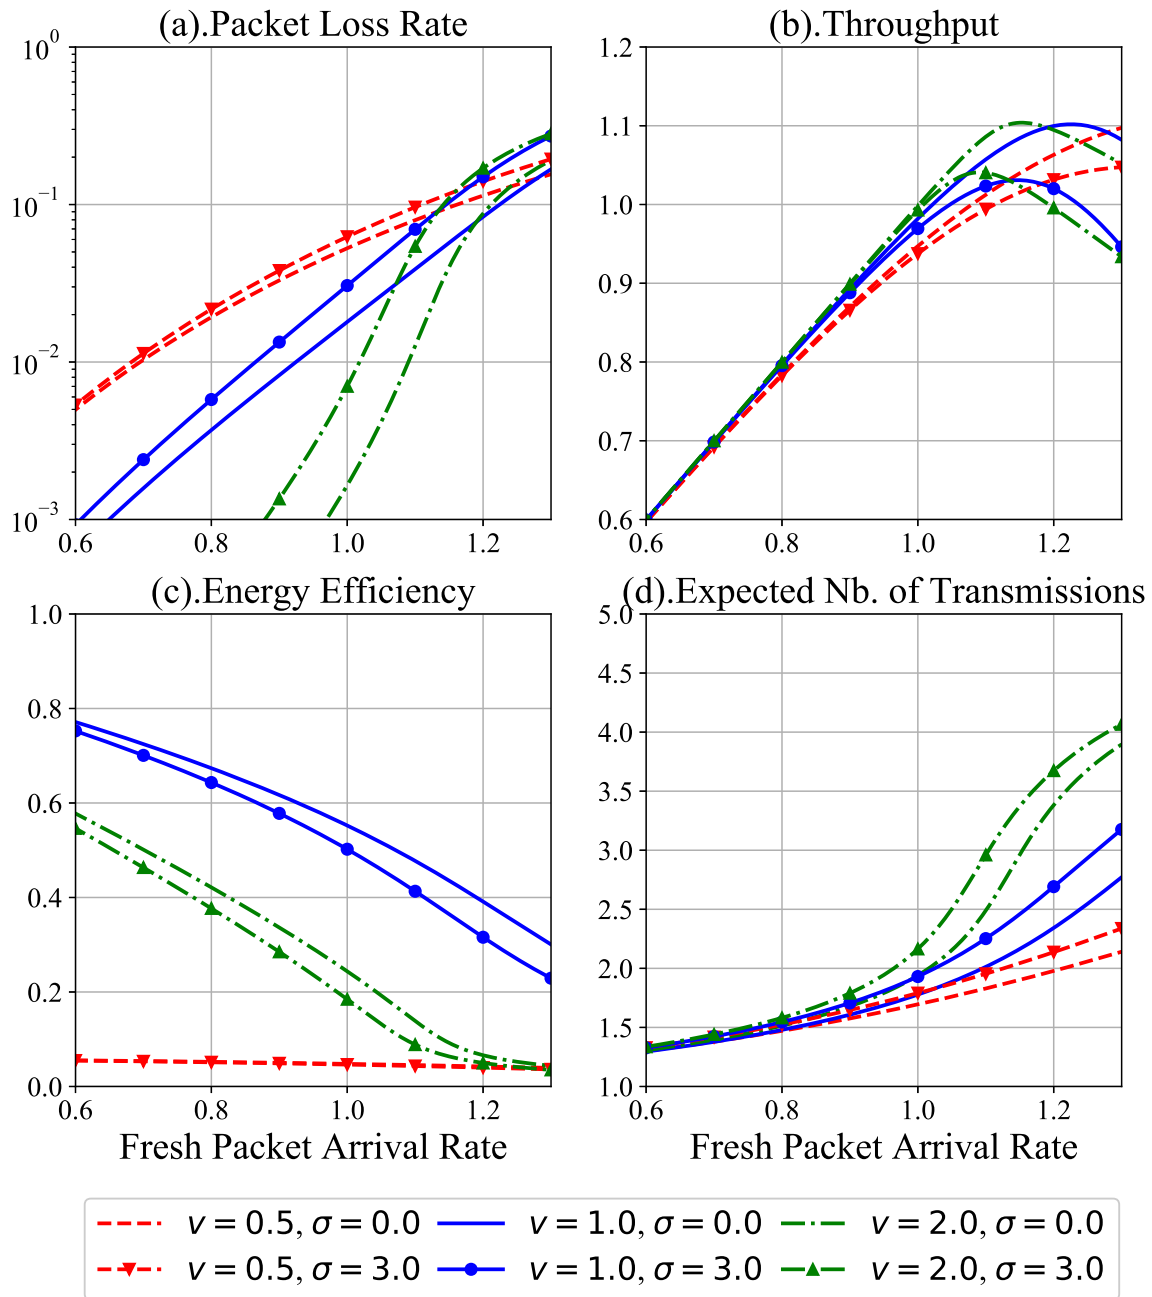 (a).Packet Loss Rate
(b).Throughput
10^0
10^−1
10^−2
10^−3
0.6 0.8 1.0 1.2
1.2
1.1
1.0
0.9
0.8
0.7
0.6
0.6 0.8 1.0 1.2
(c).Energy Efficiency
(d).Expected Nb. of Transmissions
1.0
0.8
0.6
0.4
0.2
0.0
0.6 0.8 1.0 1.2
Fresh Packet Arrival Rate
5.0
4.5
4.0
3.5
3.0
2.5
2.0
1.5
1.0
0.6 0.8 1.0 1.2
Fresh Packet Arrival Rate
v = 0.5, σ = 0.0 v = 1.0, σ = 0.0 v = 2.0, σ = 0.0
v = 0.5, σ = 3.0 v = 1.0, σ = 3.0 v = 2.0, σ = 3.0